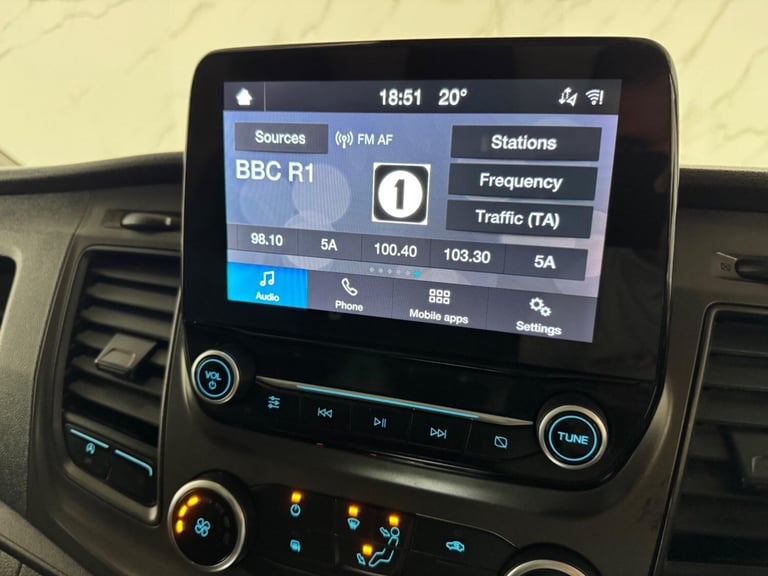 18:51 20°
Sources FM AF Stations
BBC R1 1 Frequency
Traffic (TA)
98.10 5A 100.40 103.30 5A
Audio Phone Mobile apps Settings
VOL
TUNE